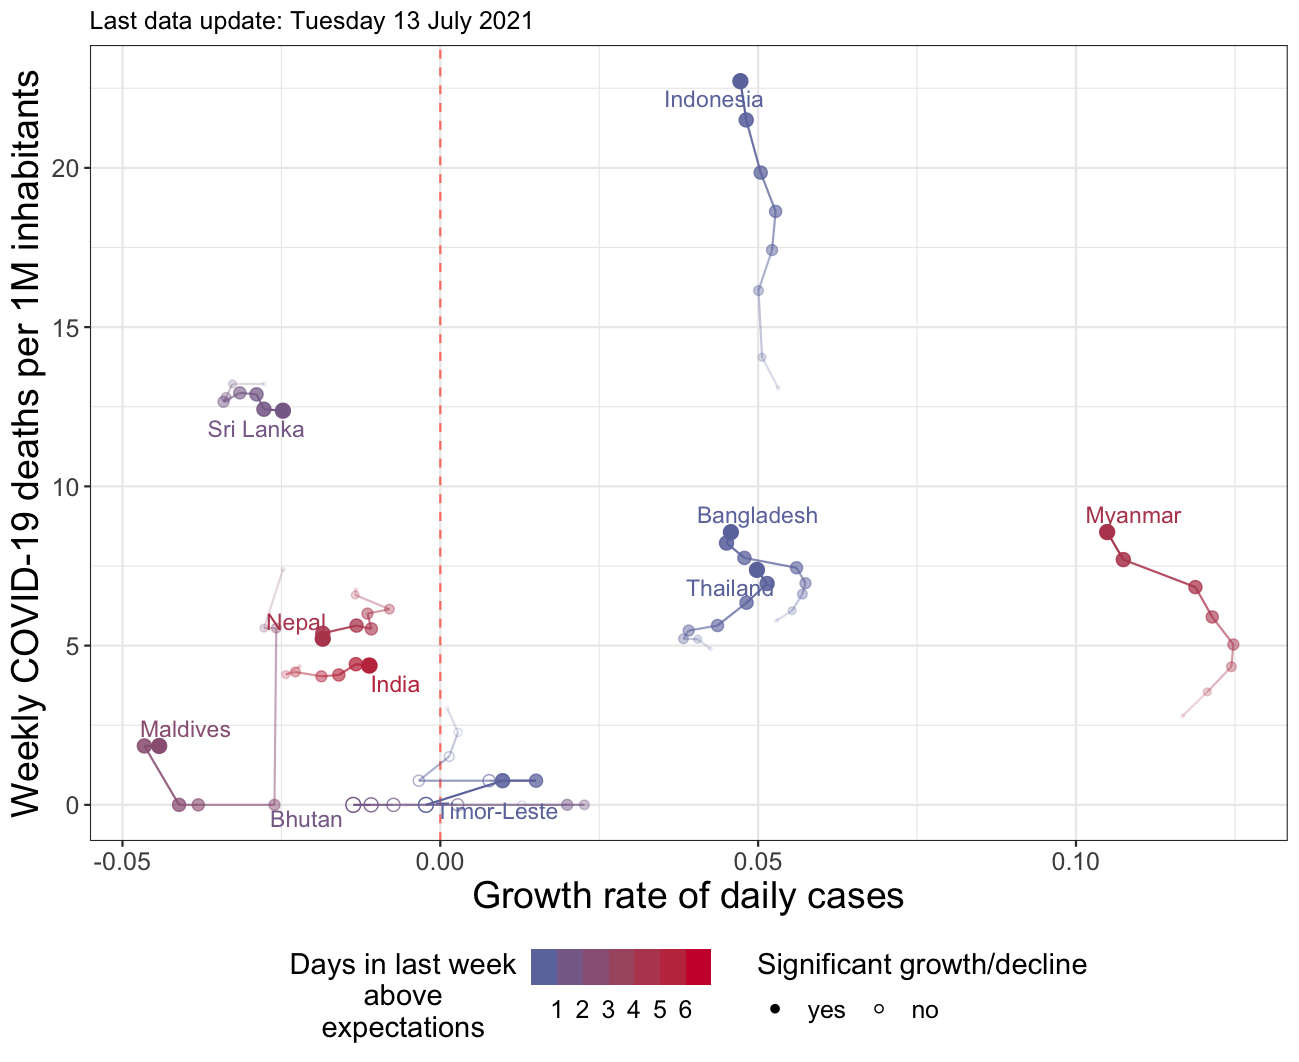 Last data update: Tuesday 13 July 2021
Weekly COVID-19 deaths per 1M inhabitants
20
15
10
5
0
Indonesia
Sri Lanka
Bangladesh
Myanmar
Thailand
Nepal
India
Maldives
Bhutan
Timor-Leste
-0.05
0.00
0.05
0.10
Growth rate of daily cases
Days in last week
above
expectations
1 2 3 4 5 6
Significant growth/decline
yes
no